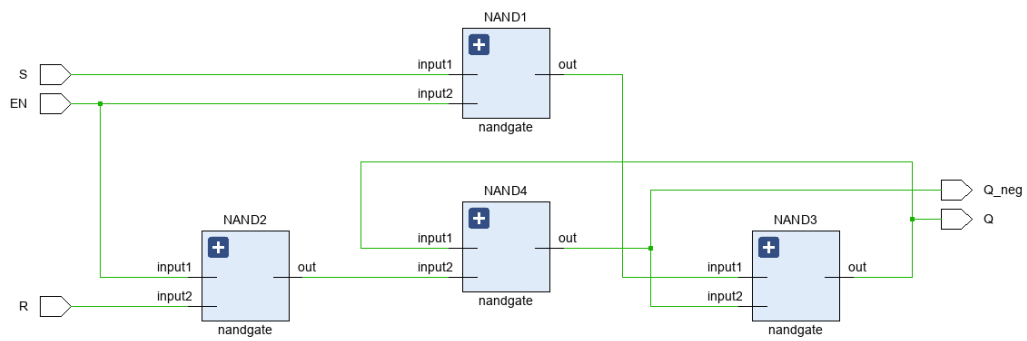 NAND1
S
input1
out
EN
input2
nandgate
NAND4
Q_neg
NAND2
NAND3
Q
input1
out
input1
out
input2
input1
out
input2
R
input2
nandgate
input2
nandgate
nandgate